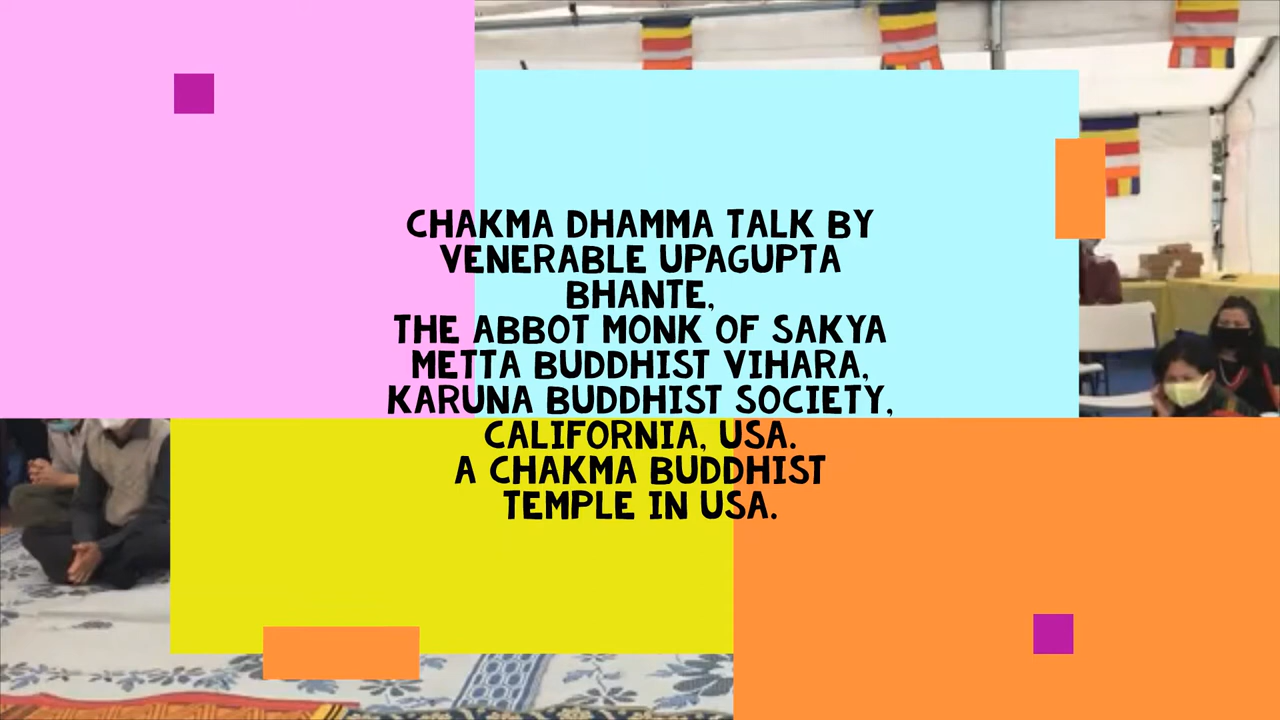 CHAKMA DHAMMA TALK BY
VENERABLE UPAGUPTA
BHANTE,
THE ABBOT MONK OF SAKYA
METTA BUDDHIST VIHARA,
KARUNA BUDDHIST SOCIETY,
CALIFORNIA, USA.
A CHAKMA BUDDHIST
TEMPLE IN USA.